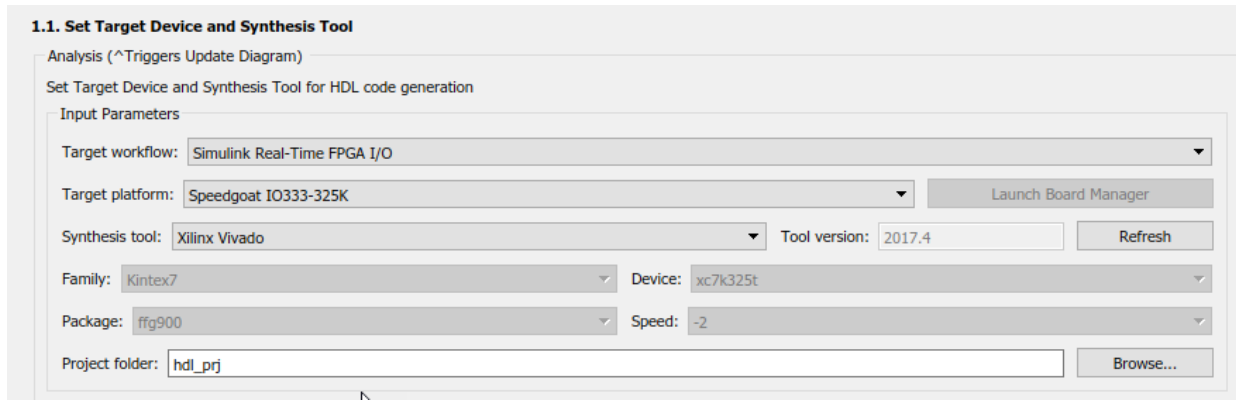 1.1. Set Target Device and Synthesis Tool
Analysis (^Triggers Update Diagram)
Set Target Device and Synthesis Tool for HDL code generation
Input Parameters
Target workflow: Simulink Real-Time FPGA I/O
Target platform: Speedgoat IO333-325K Launch Board Manager
Synthesis tool: Xilinx Vivado Tool version: 2017.4 Refresh
Family: Kintex7 Device: xc7k325t
Package: ffg900 Speed: -2
Project folder: hdl_prj Browse...